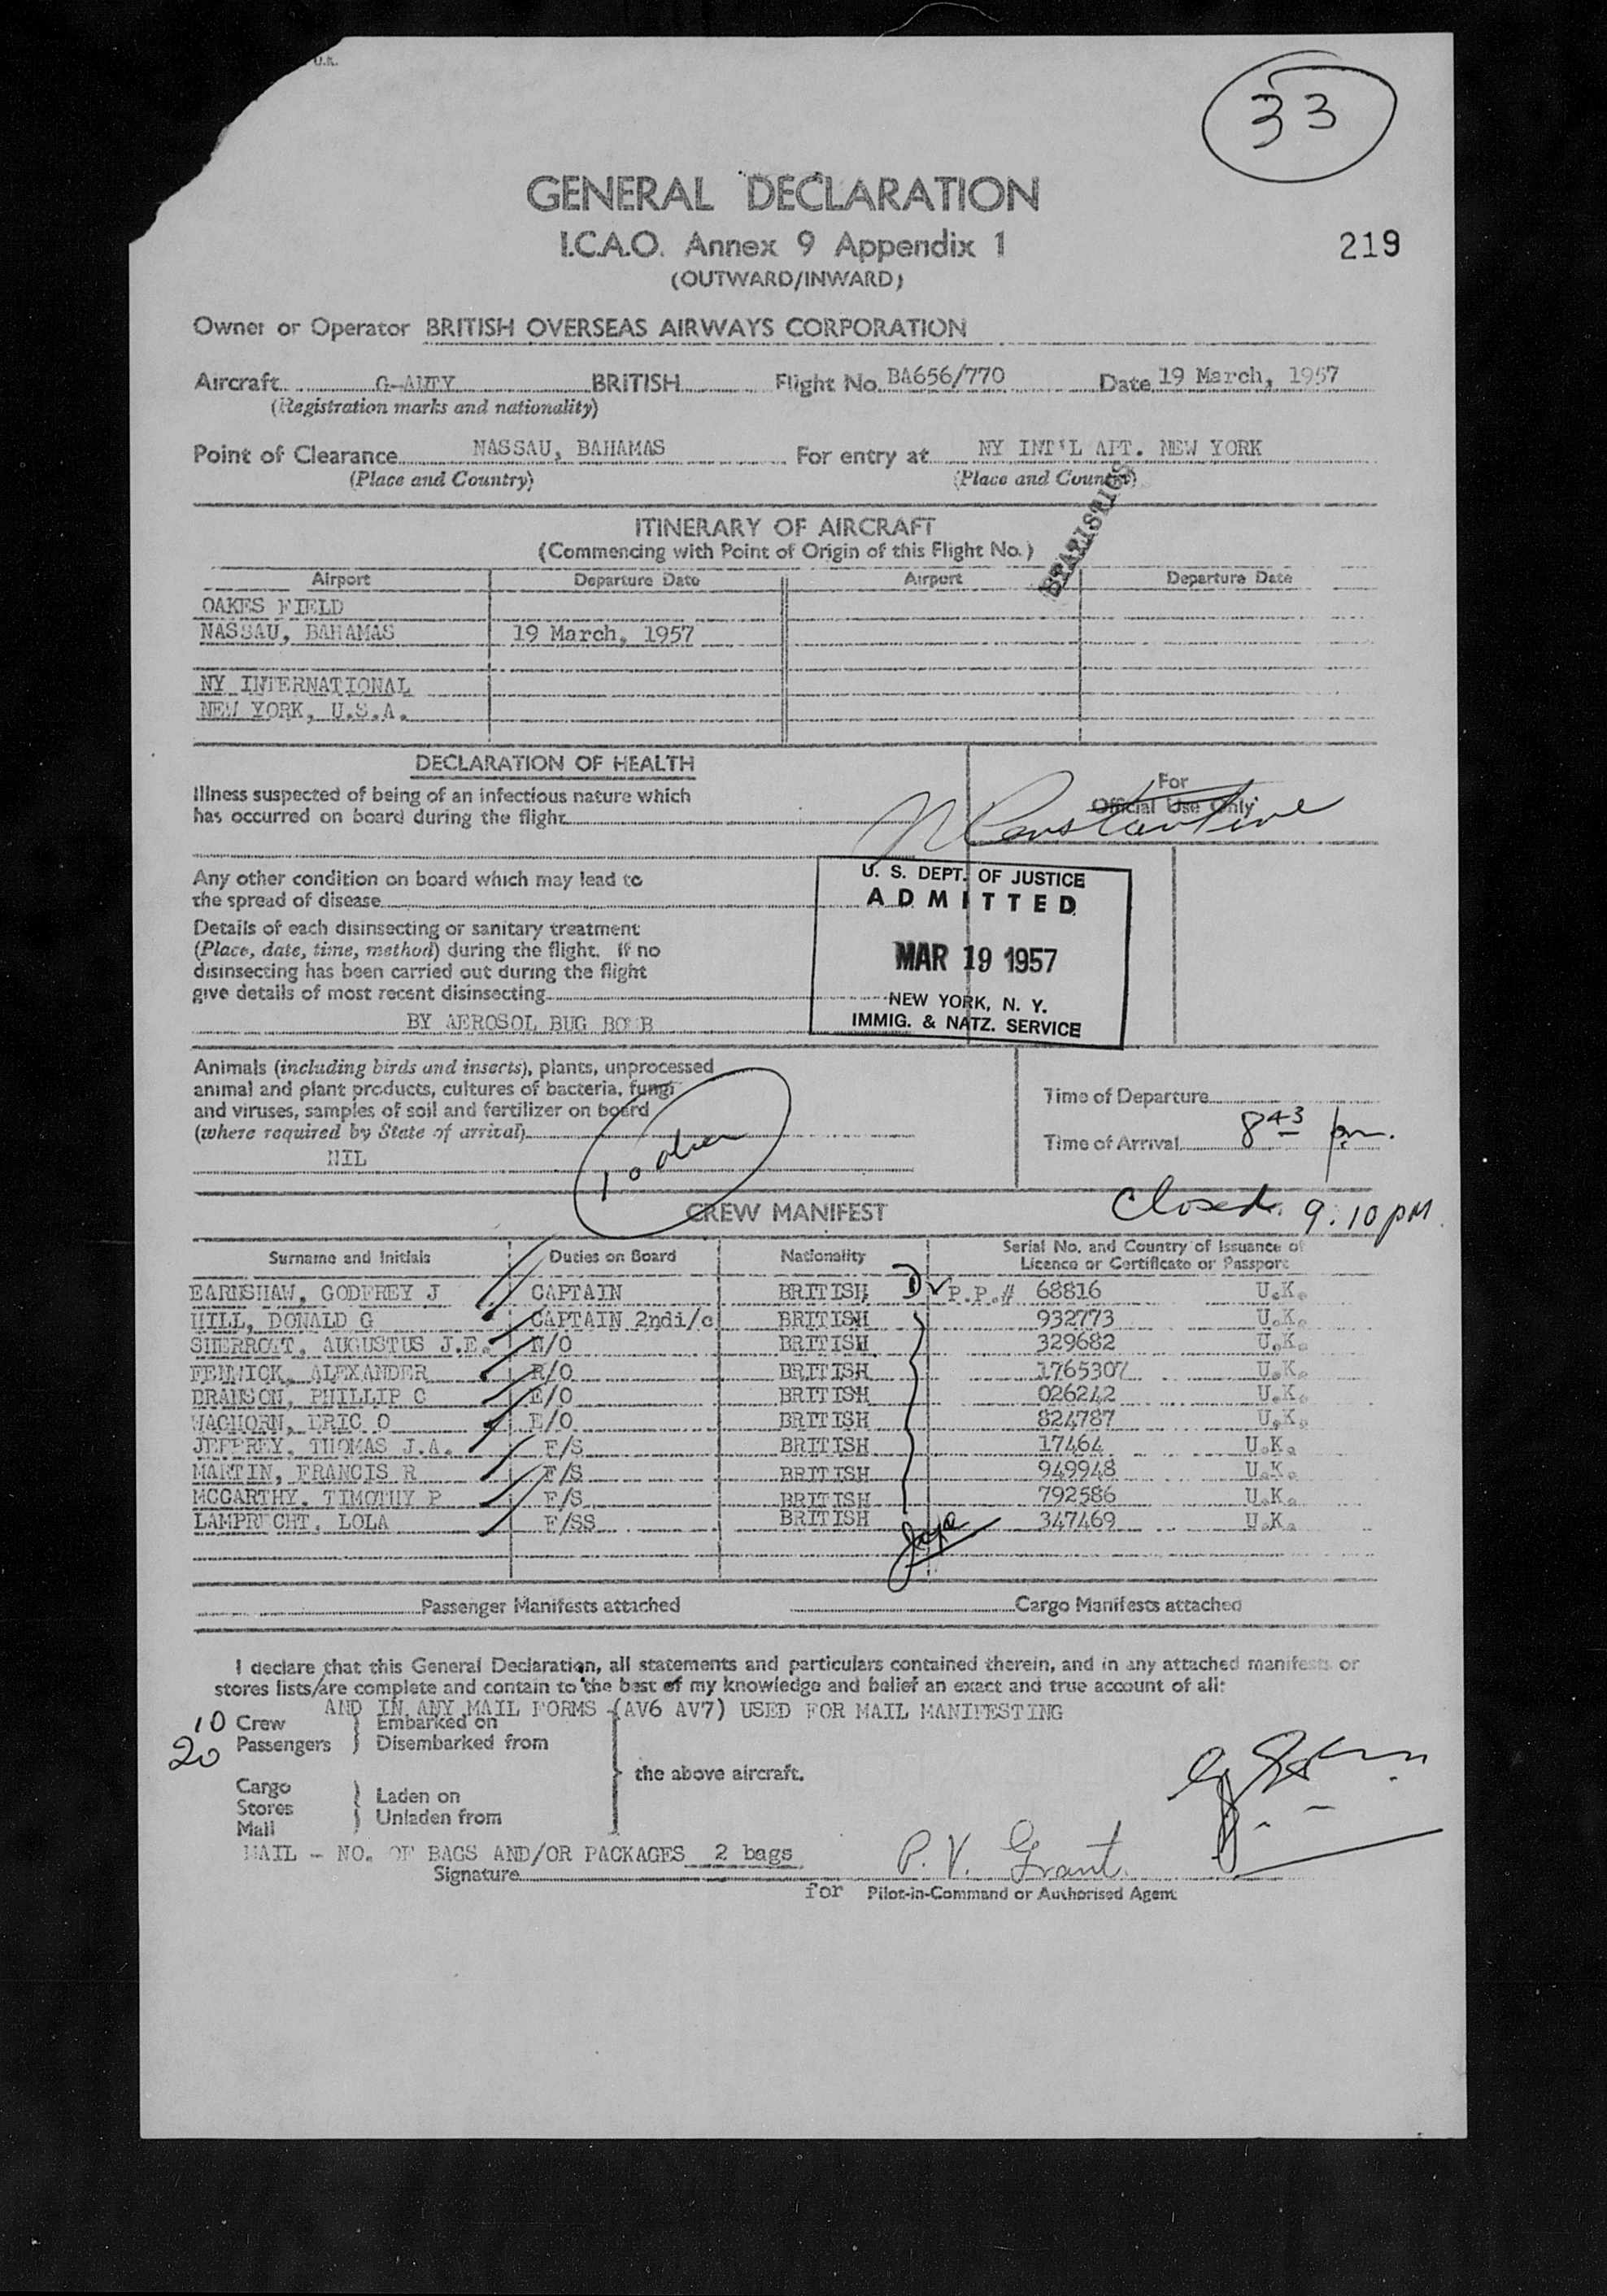 U.K.
33
GENERAL DECLARATION
I.C.A.O. Annex 9 Appendix 1
219
(OUTWARD/INWARD)
Owner or Operator BRITISH OVERSEAS AIRWAYS CORPORATION
Aircraft BRITISH Flight No. BA656/770 Date 19 March, 1957
(Registration marks and nationality)
Point of Clearance NASSAU, BAHAMAS For entry at NY INT'L APT. NEW YORK
(Place and Country) (Place and Country)
STATISTICS
ITINERARY OF AIRCRAFT
(Commencing with Point of Origin of this Flight No.)
Airport Departure Date Airport Departure Date
OAKES FIELD
NASSAU, BAHAMAS 19 March, 1957
NY INTERNATIONAL
NEW YORK, U.S.A.
DECLARATION OF HEALTH
For
Official Use Only
Constantine
Illness suspected of being of an infectious nature which
has occurred on board during the flight
Any other condition on board which may lead to
the spread of disease
Details of each disinsecting or sanitary treatment
(Place, date, time, method) during the flight. If no
disinsecting has been carried out during the flight
give details of most recent disinsecting
BY AEROSOL BUG BOMB
U. S. DEPT. OF JUSTICE
ADMITTED
MAR 19 1957
NEW YORK, N. Y.
IMMIG. & NATZ. SERVICE
Animals (including birds and insects), plants, unprocessed
animal and plant products, cultures of bacteria, fungi
and viruses, samples of soil and fertilizer on board
(where required by State of arrival)
NIL
Time of Departure
Time of Arrival 8 43 pm.
Closed 9:10 PM.
CREW MANIFEST
Surname and Initials Duties on Board Nationality Serial No. and Country of Issuance of
Licence or Certificate or Passport
EARNSHAW, GODFREY J CAPTAIN BRITISH P.P.# 68816 U.K.
HILL, DONALD G CAPTAIN 2ndi/c BRITISH 932773 U.K.
SHERROTT, AUGUSTUS J.E. N/O BRITISH 329682 U.K.
FENWICK, ALEXANDER R/O BRITISH 1765307 U.K.
BRANSON, PHILLIP C E/O BRITISH 026242 U.K.
WAGHORN, ERIC O E/O BRITISH 824787 U.K.
JEFFREY, THOMAS J.A. F/S BRITISH 17464 U.K.
MARTIN, FRANCIS R F/S BRITISH 949948 U.K.
MCCARTHY, TIMOTHY P F/S BRITISH 792586 U.K.
LAMPRECHT, LOLA F/SS BRITISH 347469 U.K.
Passenger Manifests attached Cargo Manifests attached
I declare that this General Declaration, all statements and particulars contained therein, and in any attached manifests or
stores lists/are complete and contain to the best of my knowledge and belief an exact and true account of all:
AND IN ANY MAIL FORMS (AV6 AV7) USED FOR MAIL MANIFESTING
10 Crew Embarked on
20 Passengers Disembarked from
the above aircraft.
Cargo
Stores Laden on
Mail Unladen from
MAIL - NO. OF BAGS AND/OR PACKAGES 2 bags
Signature P. V. Grant
for Pilot-in-Command or Authorised Agent